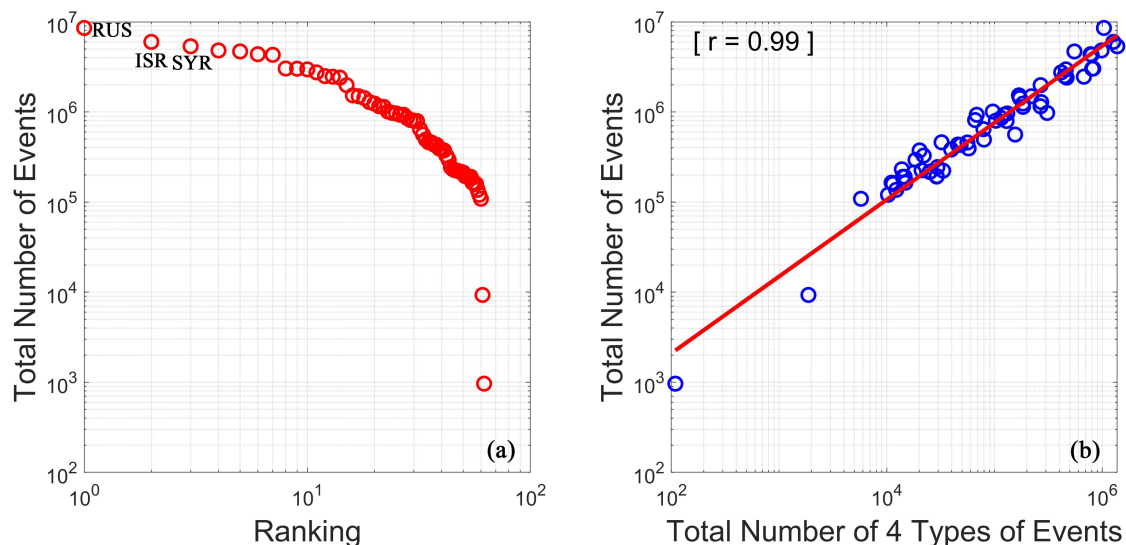 10^7
10^6
10^5
10^4
10^3
10^2
Total Number of Events
RUS
ISR
SYR
(a)
10^0
10^1
10^2
Ranking
10^7
10^6
10^5
10^4
10^3
10^2
Total Number of Events
[ r = 0.99 ]
(b)
10^2
10^4
10^6
Total Number of 4 Types of Events